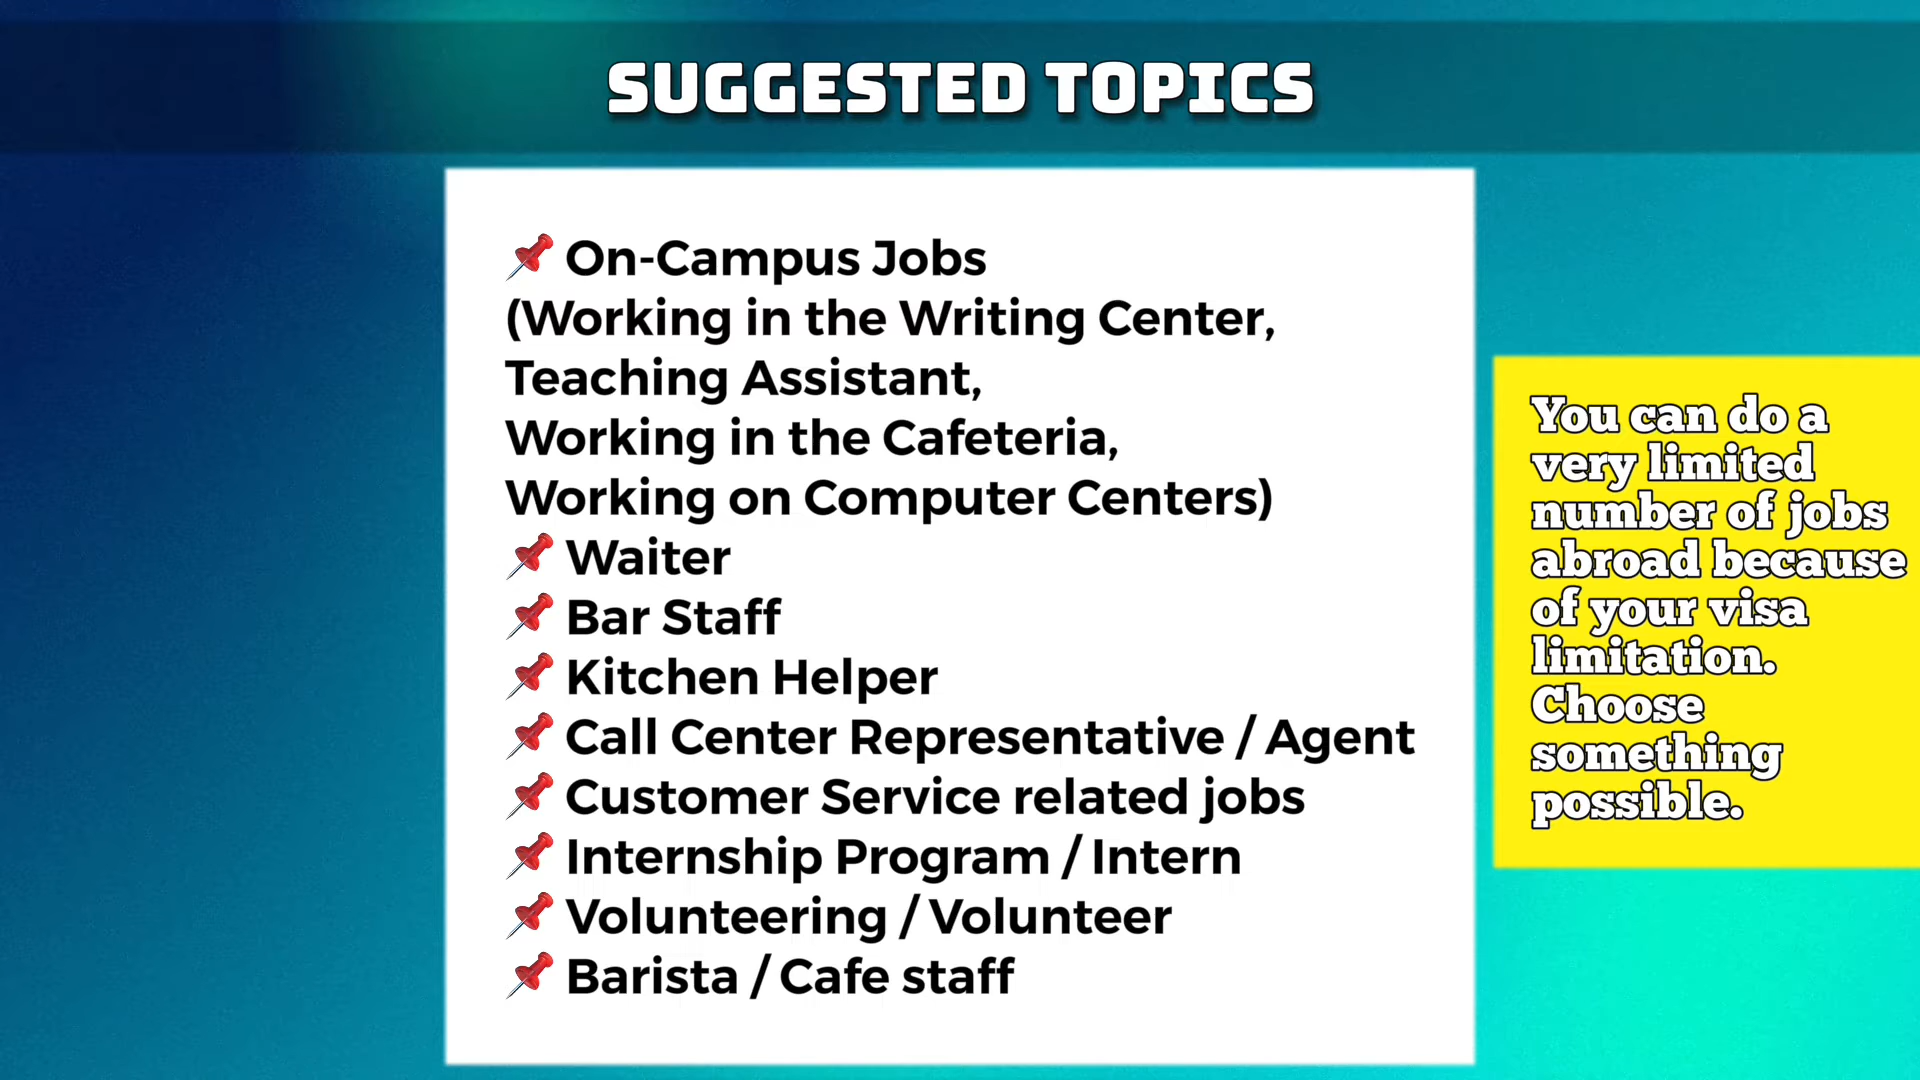 SUGGESTED TOPICS
📌 On-Campus Jobs
(Working in the Writing Center,
Teaching Assistant,
Working in the Cafeteria,
Working on Computer Centers)
📌 Waiter
📌 Bar Staff
📌 Kitchen Helper
📌 Call Center Representative / Agent
📌 Customer Service related jobs
📌 Internship Program / Intern
📌 Volunteering / Volunteer
📌 Barista / Cafe staff
You can do a
very limited
number of jobs
abroad because
of your visa
limitation.
Choose
something
possible.